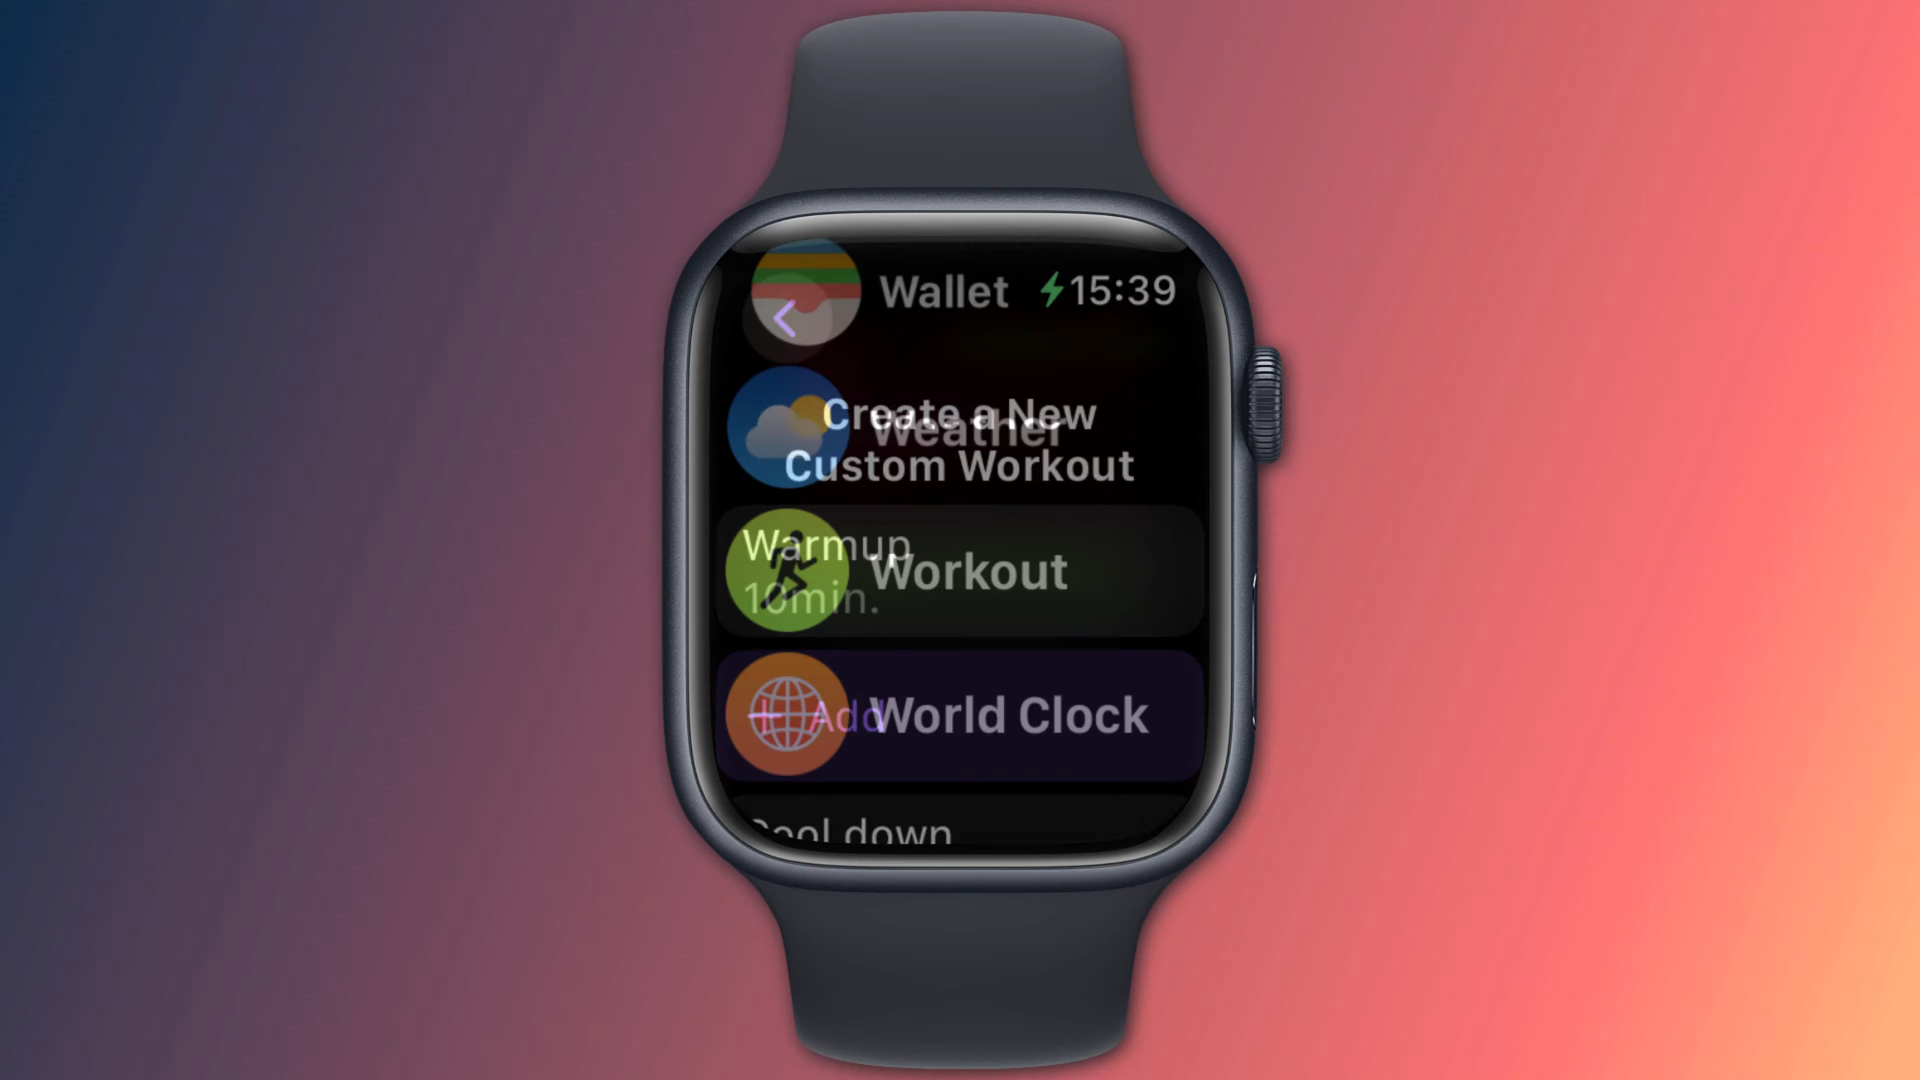 Wallet 15:39
Create a New
Weather
Custom Workout
Warmup
Workout
10min.
+ Add
World Clock
Cool down